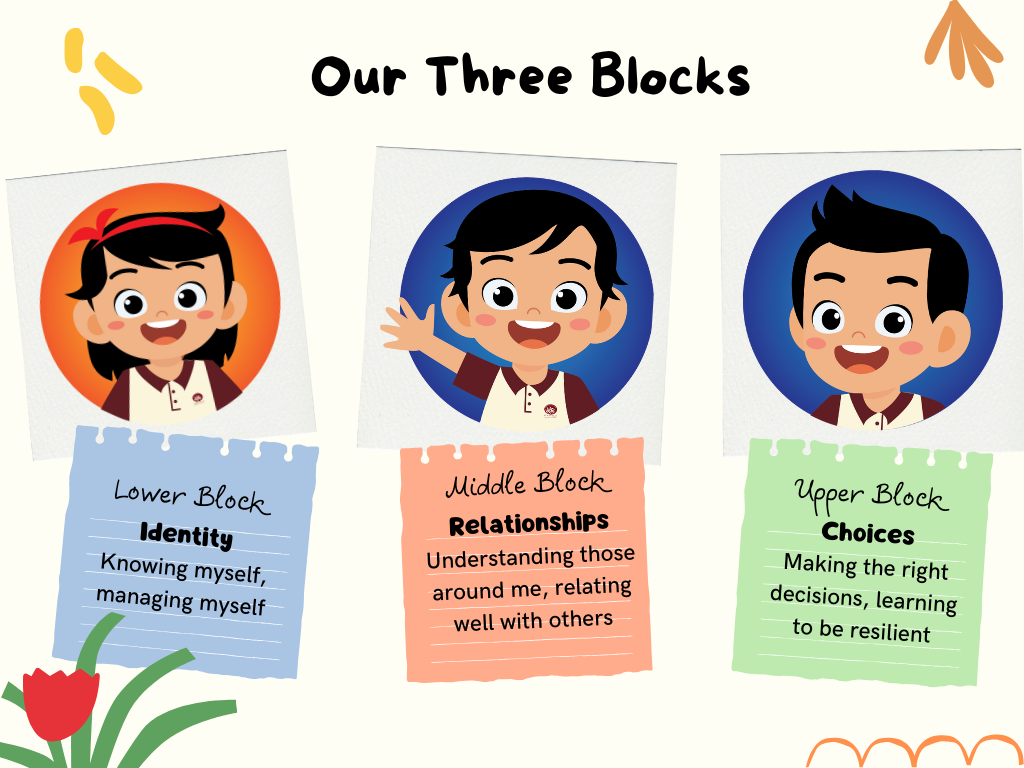 Our Three Blocks
Lower Block
Identity
Knowing myself,
managing myself
Middle Block
Relationships
Understanding those
around me, relating
well with others
Upper Block
Choices
Making the right
decisions, learning
to be resilient